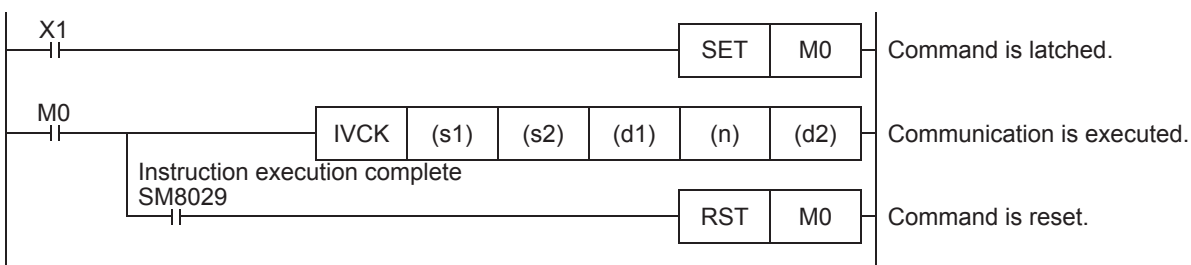 X1
SET M0 Command is latched.
M0
IVCK (s1) (s2) (d1) (n) (d2) Communication is executed.
Instruction execution complete
SM8029
RST M0 Command is reset.